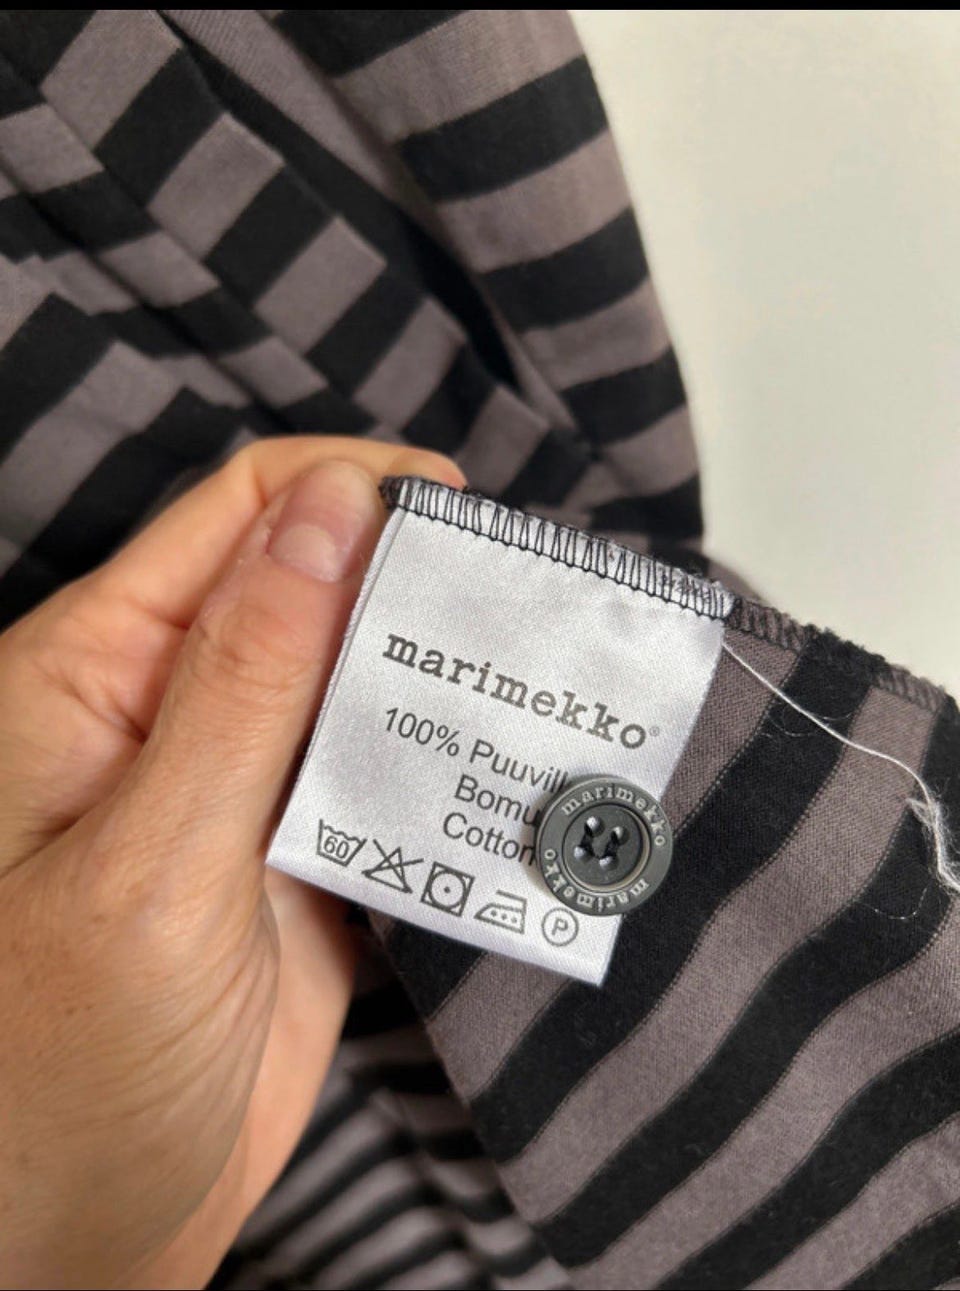 marimekko®
100% Puuvill
Bomu
Cotton
60
P
marimekko
marimekko